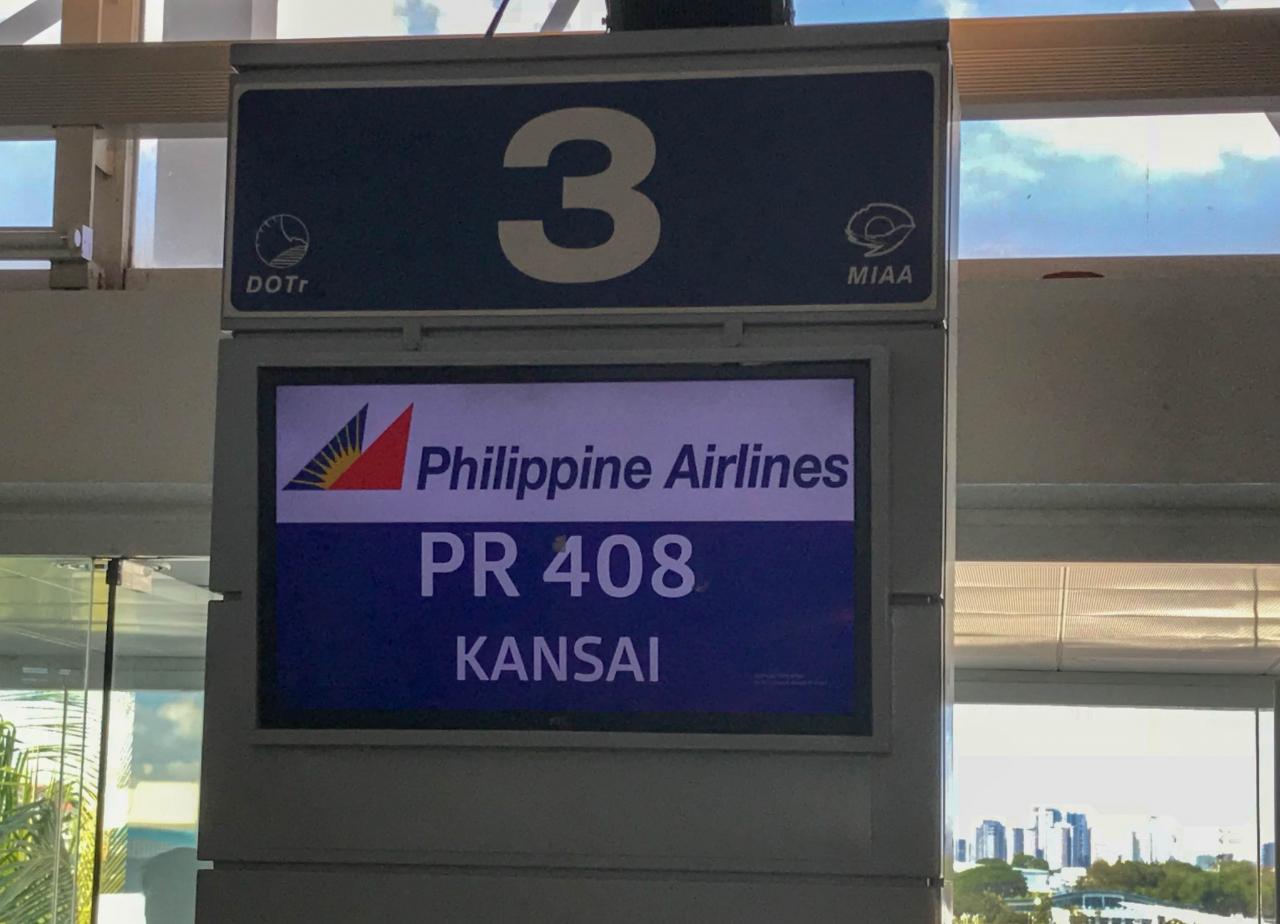 3
DOTr
MIAA
Philippine Airlines
PR 408
KANSAI